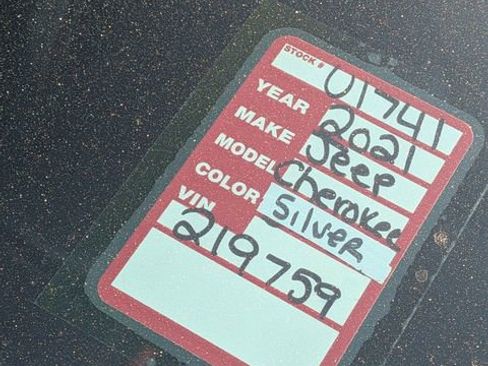 STOCK # 01741
YEAR 2021
MAKE Jeep
MODEL Cherokee
COLOR Silver
VIN
219759